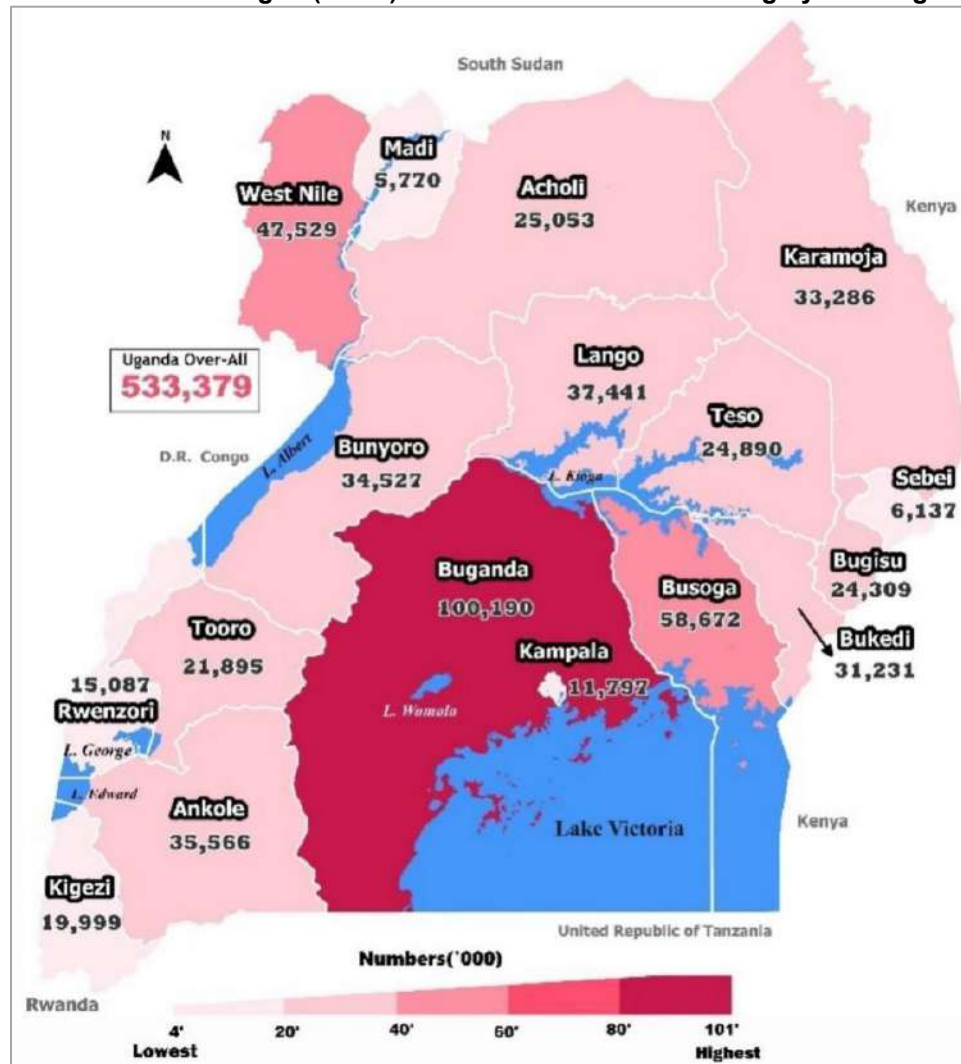 South Sudan
N
Madi
5,770
West Nile
47,529
Acholi
25,053
Kenya
Karamoja
33,286
Uganda Over-All
533,379
Lango
37,441
Teso
24,890
D.R. Congo
L. Albert
Bunyoro
34,527
L. Kioga
Sebei
6,137
Buganda
100,190
Busoga
58,672
Bugisu
24,309
Bukedi
31,231
Tooro
21,895
Kampala
11,797
15,087
Rwenzori
L. George
L. Edward
L. Wamala
Ankole
35,566
Lake Victoria
Kenya
Kigezi
19,999
United Republic of Tanzania
Numbers('000)
Rwanda
4' 20' 40' 60' 80' 101'
Lowest Highest